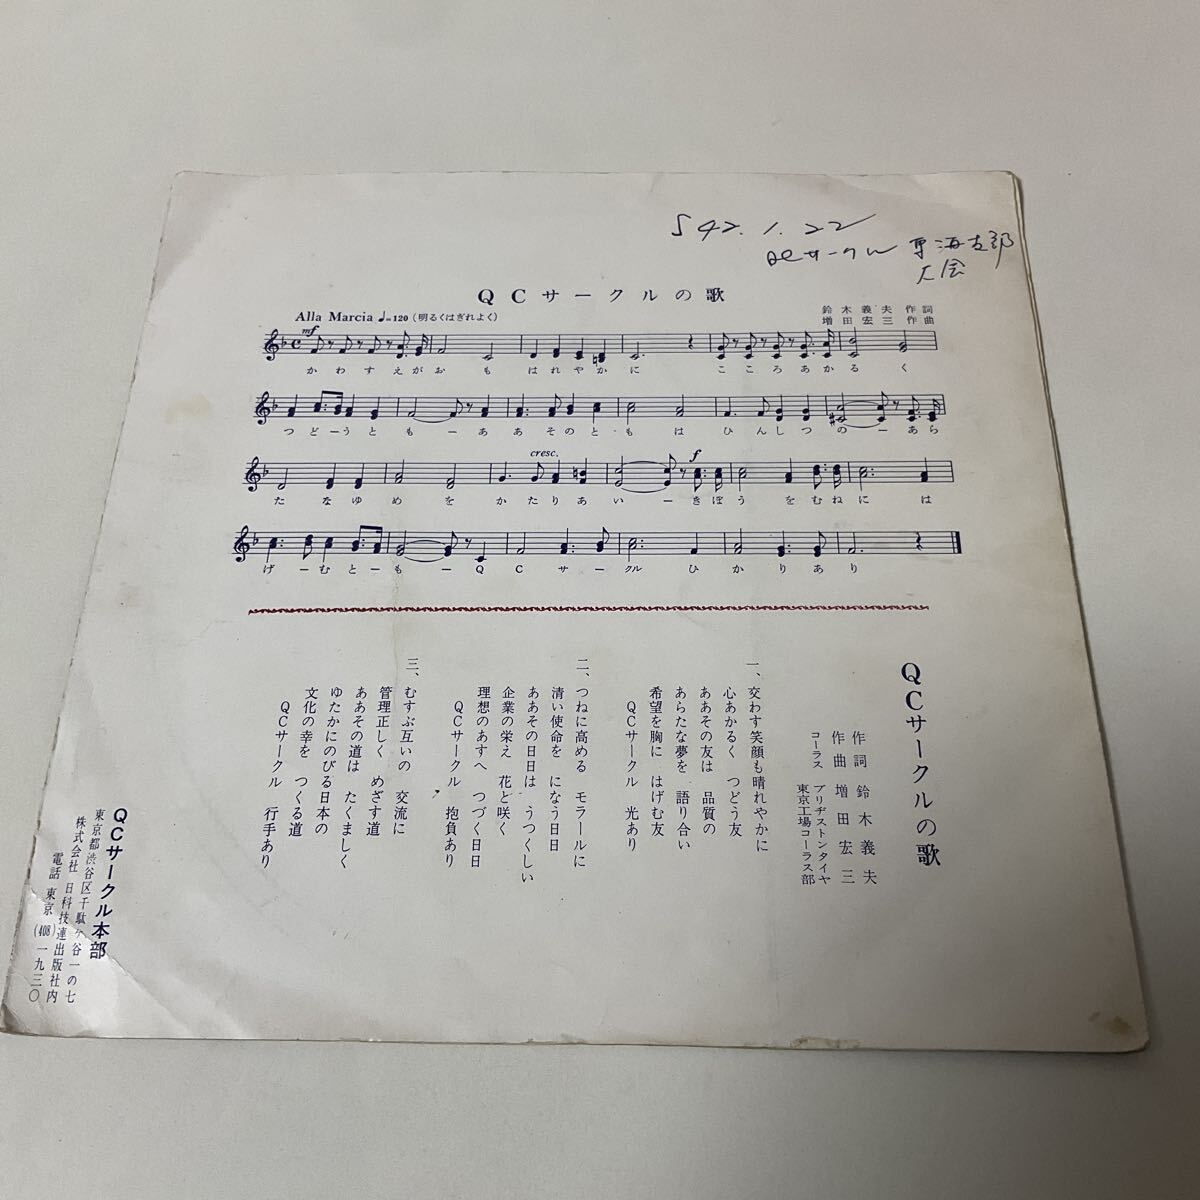 S42.1.22
QCサークル東海支部
大会
QCサークルの歌
Alla Marcia ♩=120 (明るくはぎれよく)
鈴木義夫 作詞
増田宏三 作曲
mf
かわすえがおもはれやかに こころあかるく
つどーうともーああそのともはひんしつのーあら
cresc. f
たなゆめをかたりあいーきぼうをむねには
げーむとーもーQCサークルひかりあり
QCサークルの歌
作詞 鈴木義夫
作曲 増田宏三
コーラス ブリヂストンタイヤ
東京工場コーラス部
一、交わす笑顔も晴れやかに
心あかるく つどう友
ああその友は 品質の
あらたな夢を 語り合い
希望を胸に はげむ友
QCサークル 光あり
二、つねに高める モラールに
清い使命を になう日日
ああその日日は うつくしい
企業の栄え 花と咲く
理想のあすへ つづく日日
QCサークル 抱負あり
三、むすぶ互いの 交流に
管理正しく めざす道
ああその道は たくましく
ゆたかにのびる日本の
文化の幸を つくる道
QCサークル 行手あり
QCサークル本部
東京都渋谷区千駄ヶ谷一の七
株式会社 日科技連出版社内
電話 東京 (408) 一九三〇